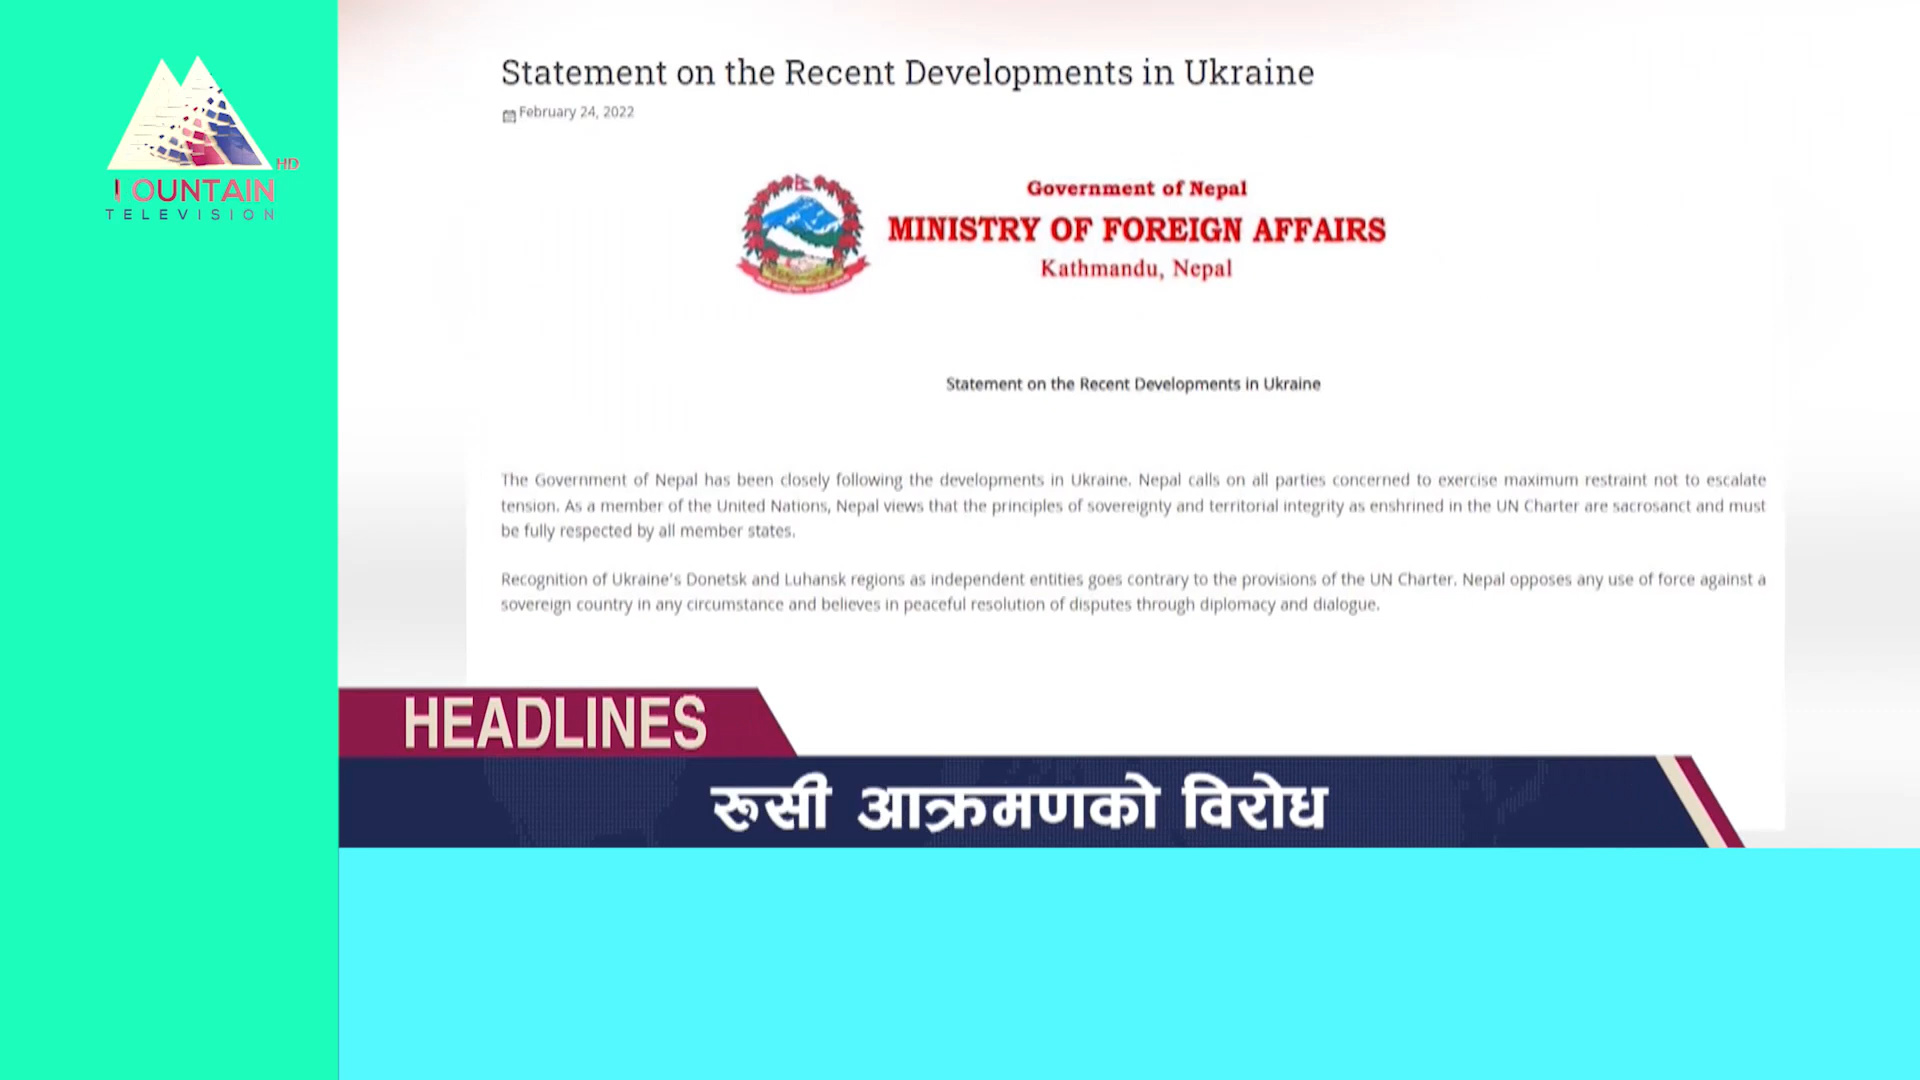 HD
OUNTAIN
TELEVISION
Statement on the Recent Developments in Ukraine
February 24, 2022
Government of Nepal
MINISTRY OF FOREIGN AFFAIRS
Kathmandu, Nepal
Statement on the Recent Developments in Ukraine
The Government of Nepal has been closely following the developments in Ukraine. Nepal calls on all parties concerned to exercise maximum restraint not to escalate
tension. As a member of the United Nations, Nepal views that the principles of sovereignty and territorial integrity as enshrined in the UN Charter are sacrosanct and must
be fully respected by all member states.
Recognition of Ukraine's Donetsk and Luhansk regions as independent entities goes contrary to the provisions of the UN Charter. Nepal opposes any use of force against a
sovereign country in any circumstance and believes in peaceful resolution of disputes through diplomacy and dialogue.
HEADLINES
रूसी आक्रमणको विरोध